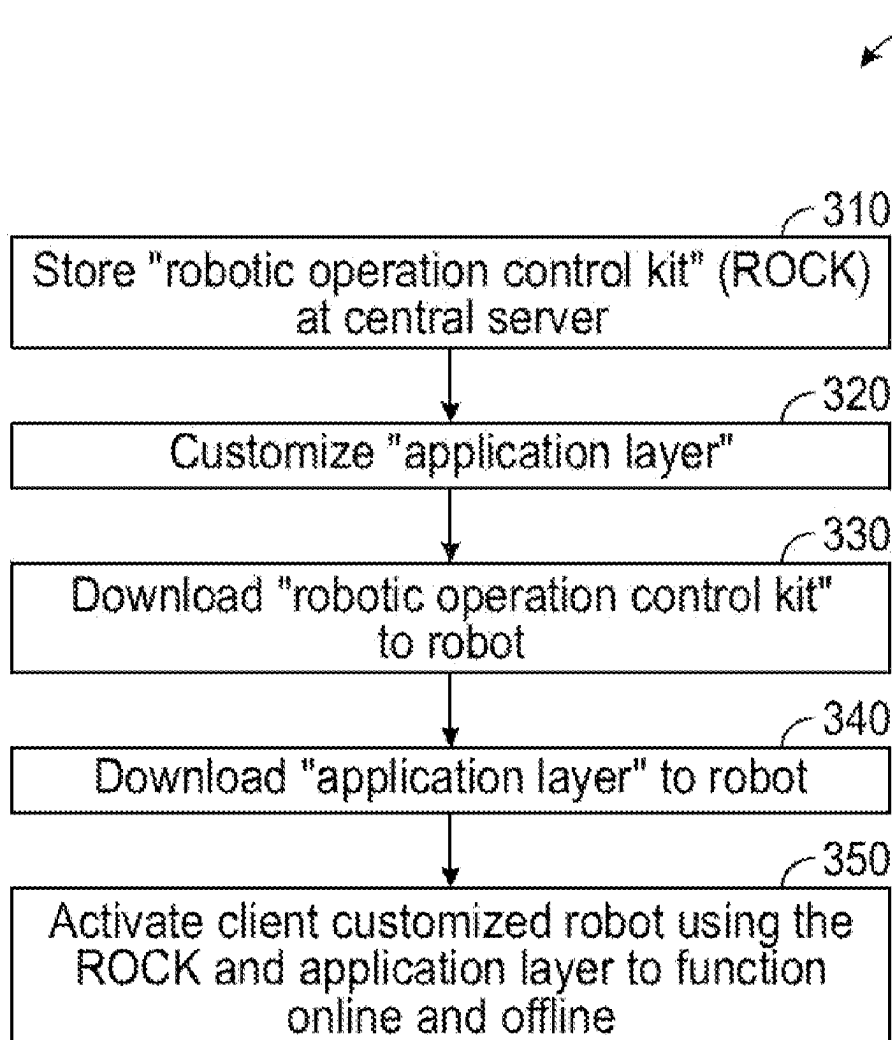 310
Store "robotic operation control kit" (ROCK)
at central server
320
Customize "application layer"
330
Download "robotic operation control kit"
to robot
340
Download "application layer" to robot
350
Activate client customized robot using the
ROCK and application layer to function
online and offline